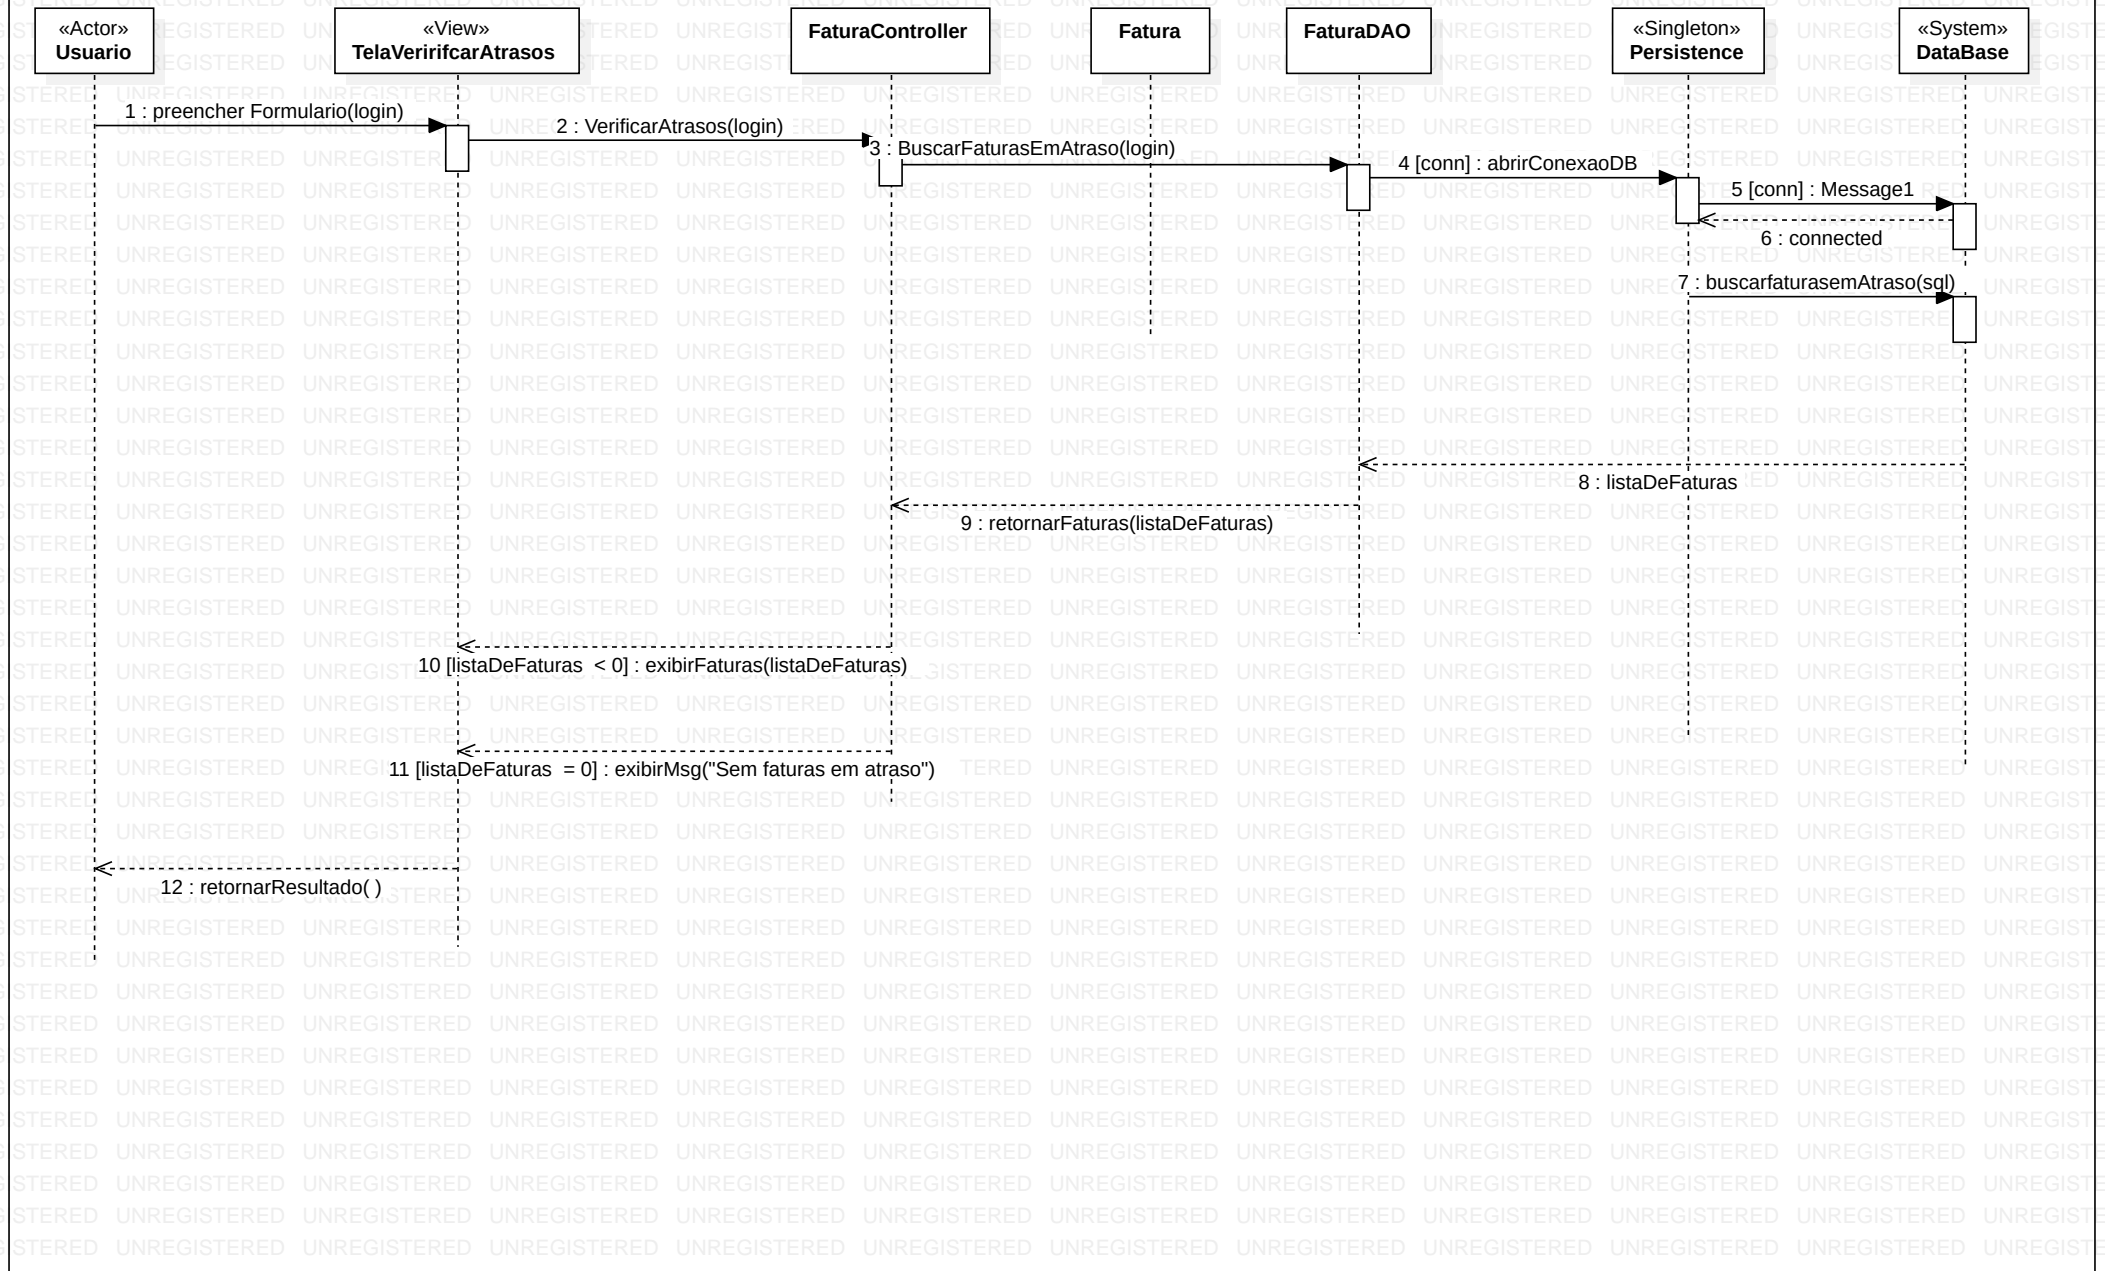 «Actor»
Usuario
«View»
TelaVeririfcarAtrasos
FaturaController
Fatura
FaturaDAO
«Singleton»
Persistence
«System»
DataBase
1 : preencher Formulario(login)
2 : VerificarAtrasos(login)
3 : BuscarFaturasEmAtraso(login)
4 [conn] : abrirConexaoDB
5 [conn] : Message1
6 : connected
7 : buscarfaturasemAtraso(sql)
8 : listaDeFaturas
9 : retornarFaturas(listaDeFaturas)
10 [listaDeFaturas  < 0] : exibirFaturas(listaDeFaturas)
11 [listaDeFaturas  = 0] : exibirMsg("Sem faturas em atraso")
12 : retornarResultado( )
UNREGISTERED